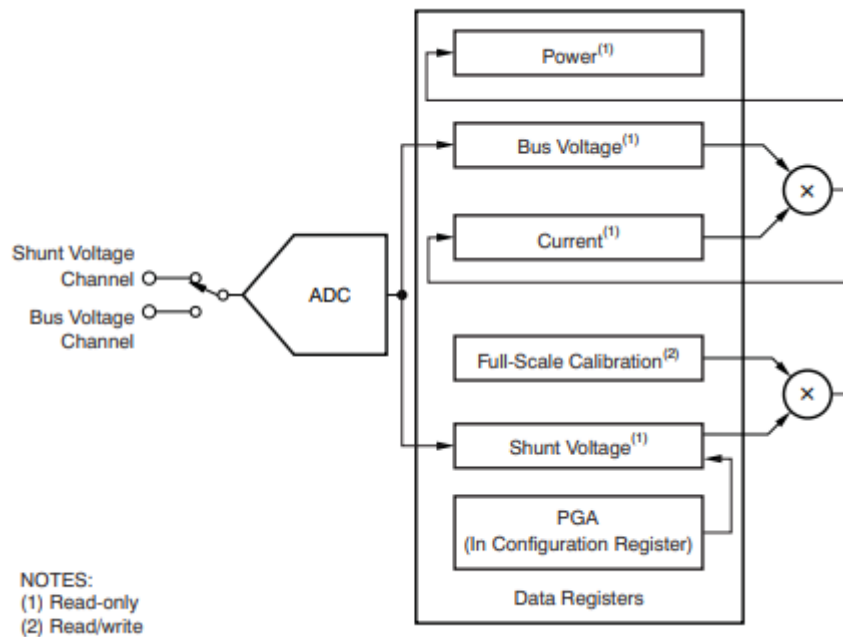 Power(1)
Bus Voltage(1)
×
Current(1)
Shunt Voltage
Channel
Bus Voltage
Channel
ADC
Full-Scale Calibration(2)
×
Shunt Voltage(1)
PGA
(In Configuration Register)
Data Registers
NOTES:
(1) Read-only
(2) Read/write